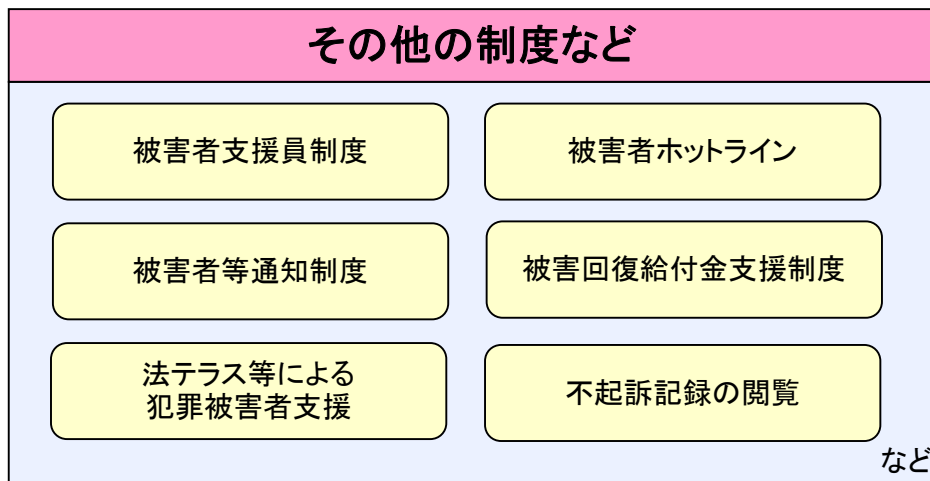 その他の制度など
被害者支援員制度
被害者ホットライン
被害者等通知制度
被害回復給付金支援制度
法テラス等による
犯罪被害者支援
不起訴記録の閲覧
など